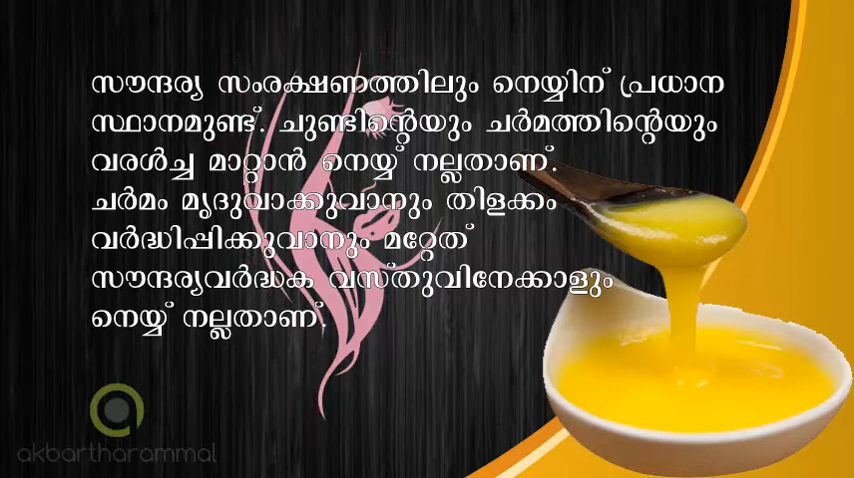 സൗന്ദര്യ സംരക്ഷണത്തിലും നെയ്യിന് പ്രധാന
സ്ഥാനമുണ്ട്. ചുണ്ടിന്റെയും ചർമത്തിന്റെയും
വരൾച്ച മാറ്റാൻ നെയ്യ് നല്ലതാണ്.
ചർമം മൃദുവാക്കുവാനും തിളക്കം
വർദ്ധിപ്പിക്കുവാനും മറ്റേത്
സൗന്ദര്യവർദ്ധക വസ്തുവിനേക്കാളും
നെയ്യ് നല്ലതാണ്.
akbartharammal